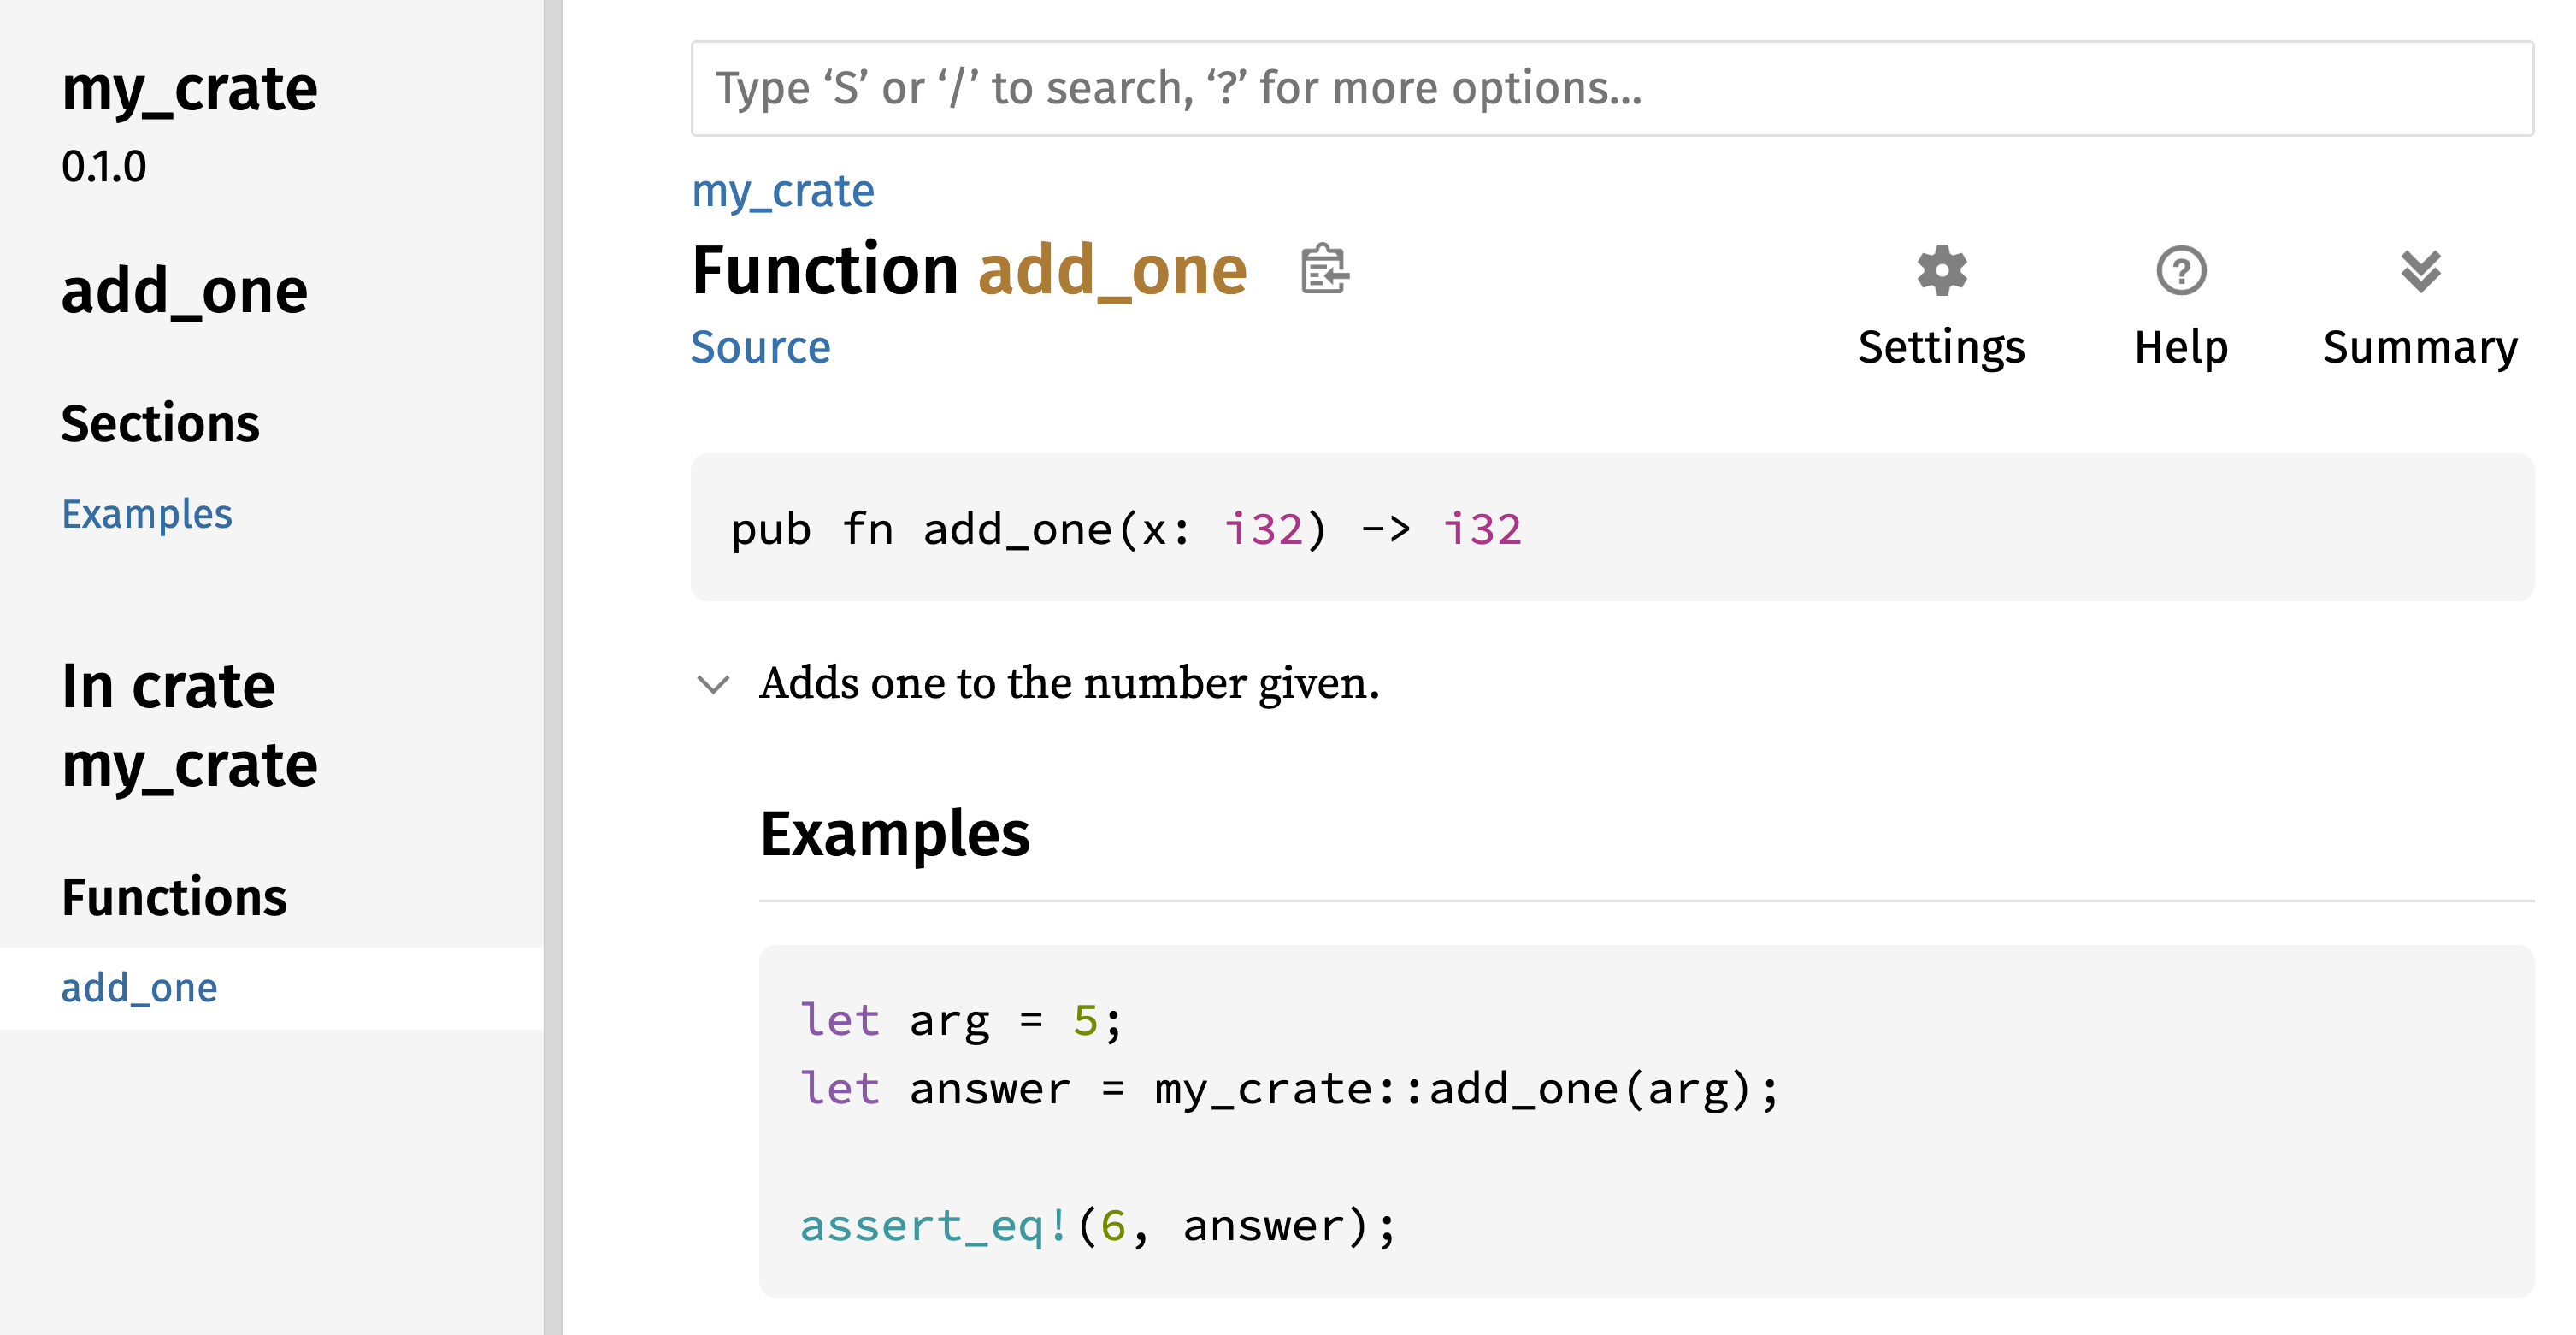 my_crate
0.1.0
add_one
Sections
Examples
In crate
my_crate
Functions
add_one
Type ‘S’ or ‘/’ to search, ‘?’ for more options…
my_crate
Function add_one
Source
Settings
Help
Summary
pub fn add_one(x: i32) -> i32
Adds one to the number given.
Examples
let arg = 5;
let answer = my_crate::add_one(arg);
assert_eq!(6, answer);